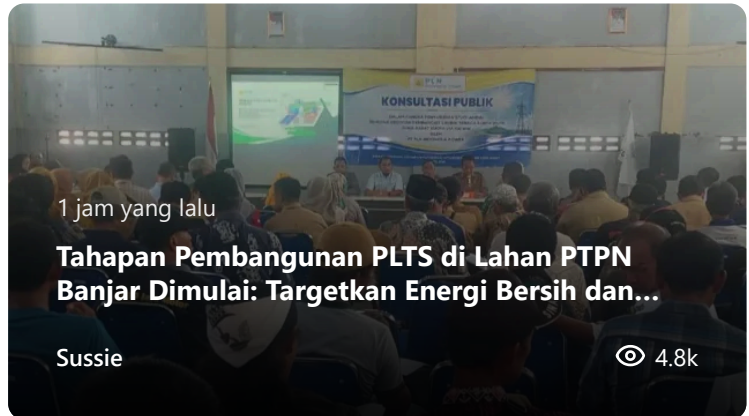 PLN
KONSULTASI PUBLIK
1 jam yang lalu
Tahapan Pembangunan PLTS di Lahan PTPN
Banjar Dimulai: Targetkan Energi Bersih dan...
Sussie
4.8k